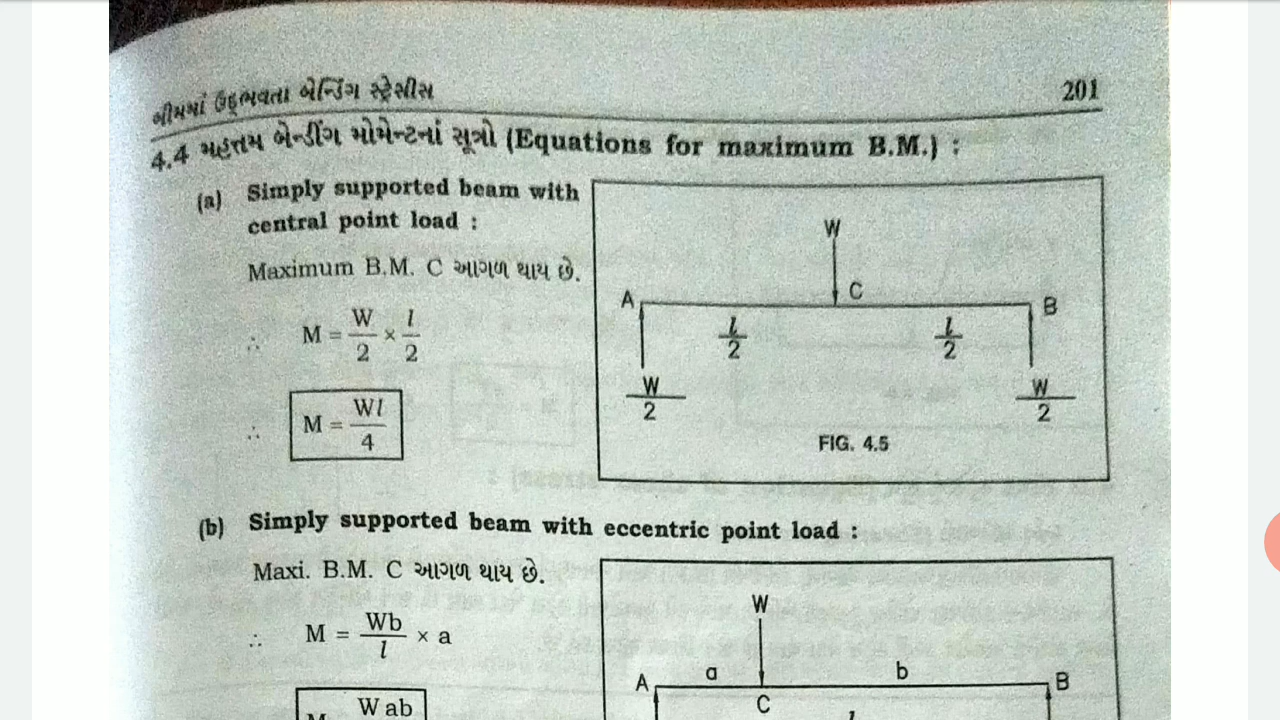 બીમમાં ઉદ્ભવતા બેન્ડિંગ સ્ટ્રેસીસ 201
4.4 મહત્તમ બેન્ડીંગ મોમેન્ટનાં સૂત્રો (Equations for maximum B.M.) :
(a) Simply supported beam with
central point load :
Maximum B.M. C આગળ થાય છે.
∴ M = W/2 × l/2
∴ M = Wl/4
W
A C B
l/2 l/2
W/2 W/2
FIG. 4.5
(b) Simply supported beam with eccentric point load :
Maxi. B.M. C આગળ થાય છે.
∴ M = Wb/l × a
W ab
W
a b
A C B